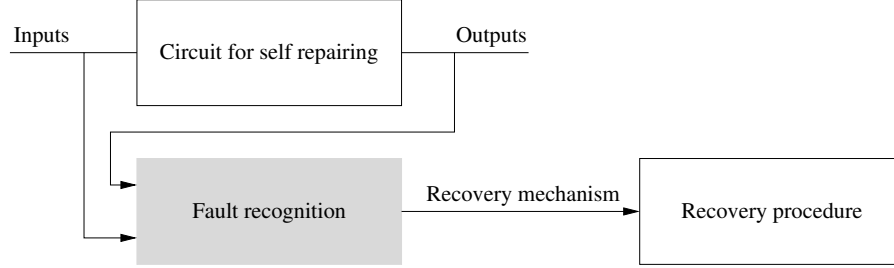 Inputs
Circuit for self repairing
Outputs
Fault recognition
Recovery mechanism
Recovery procedure